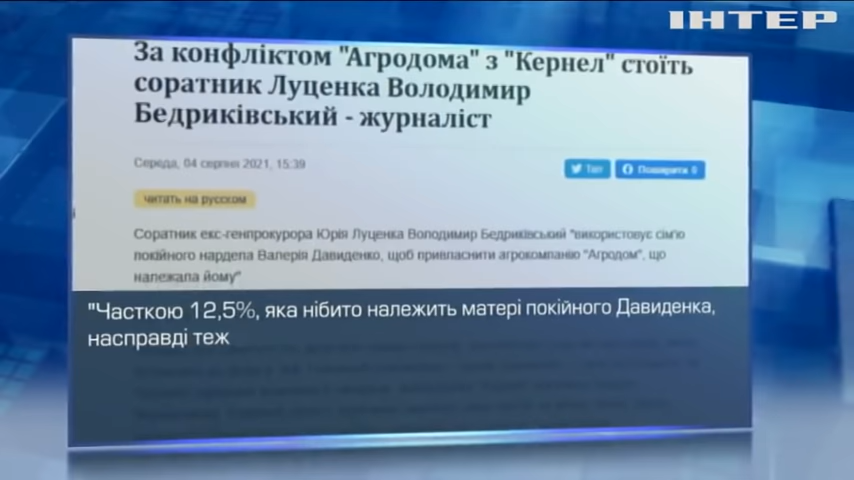 ІНТЕР
За конфліктом "Агродома" з "Кернел" стоїть
соратник Луценка Володимир
Бедриківський - журналіст
Середа, 04 серпня 2021, 15:39
Поширити 0
читать на русском
Соратник екс-генпрокурора Юрія Луценка Володимир Бедриківський "використовує сім'ю
покійного нардепа Валерія Давиденко, щоб привласнити агрокомпанію "Агродом", що
належала йому"
"Часткою 12,5%, яка нібито належить матері покійного Давиденка,
насправді теж